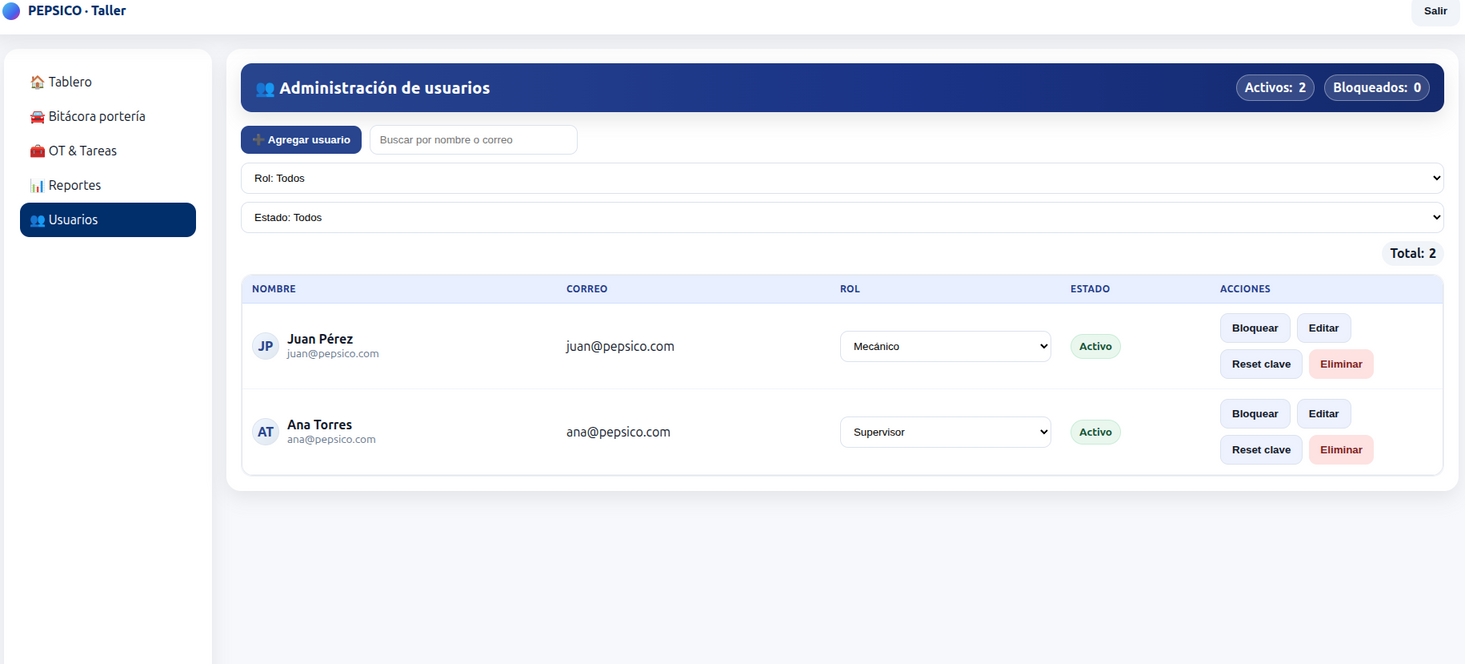 PEPSICO · Taller
Salir
🏠 Tablero
🚘 Bitácora portería
🧰 OT & Tareas
📊 Reportes
👥 Usuarios
👥 Administración de usuarios
Activos: 2
Bloqueados: 0
➕ Agregar usuario
Buscar por nombre o correo
Rol: Todos
Estado: Todos
Total: 2
NOMBRE CORREO ROL ESTADO ACCIONES
JP
Juan Pérez
juan@pepsico.com
juan@pepsico.com
Mecánico
Activo
Bloquear Editar
Reset clave Eliminar
AT
Ana Torres
ana@pepsico.com
ana@pepsico.com
Supervisor
Activo
Bloquear Editar
Reset clave Eliminar